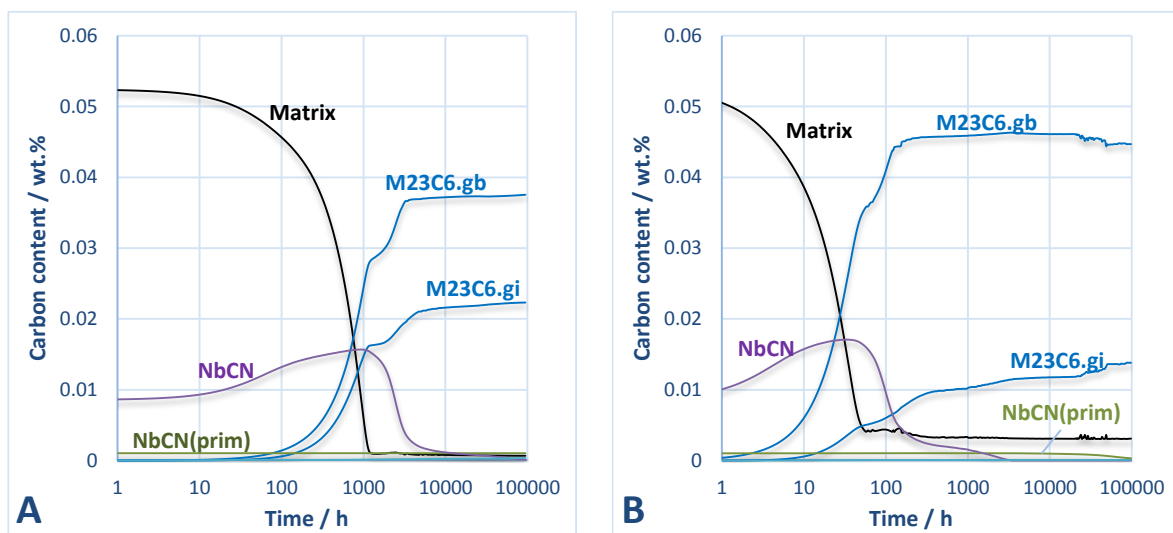 0.06
0.05
0.04
0.03
0.02
0.01
0
Carbon content / wt.%
Matrix
M23C6.gb
M23C6.gi
NbCN
NbCN(prim)
1 10 100 1000 10000 100000
Time / h
A
0.06
0.05
0.04
0.03
0.02
0.01
0
Carbon content / wt.%
Matrix
M23C6.gb
NbCN
M23C6.gi
NbCN(prim)
1 10 100 1000 10000 100000
Time / h
B